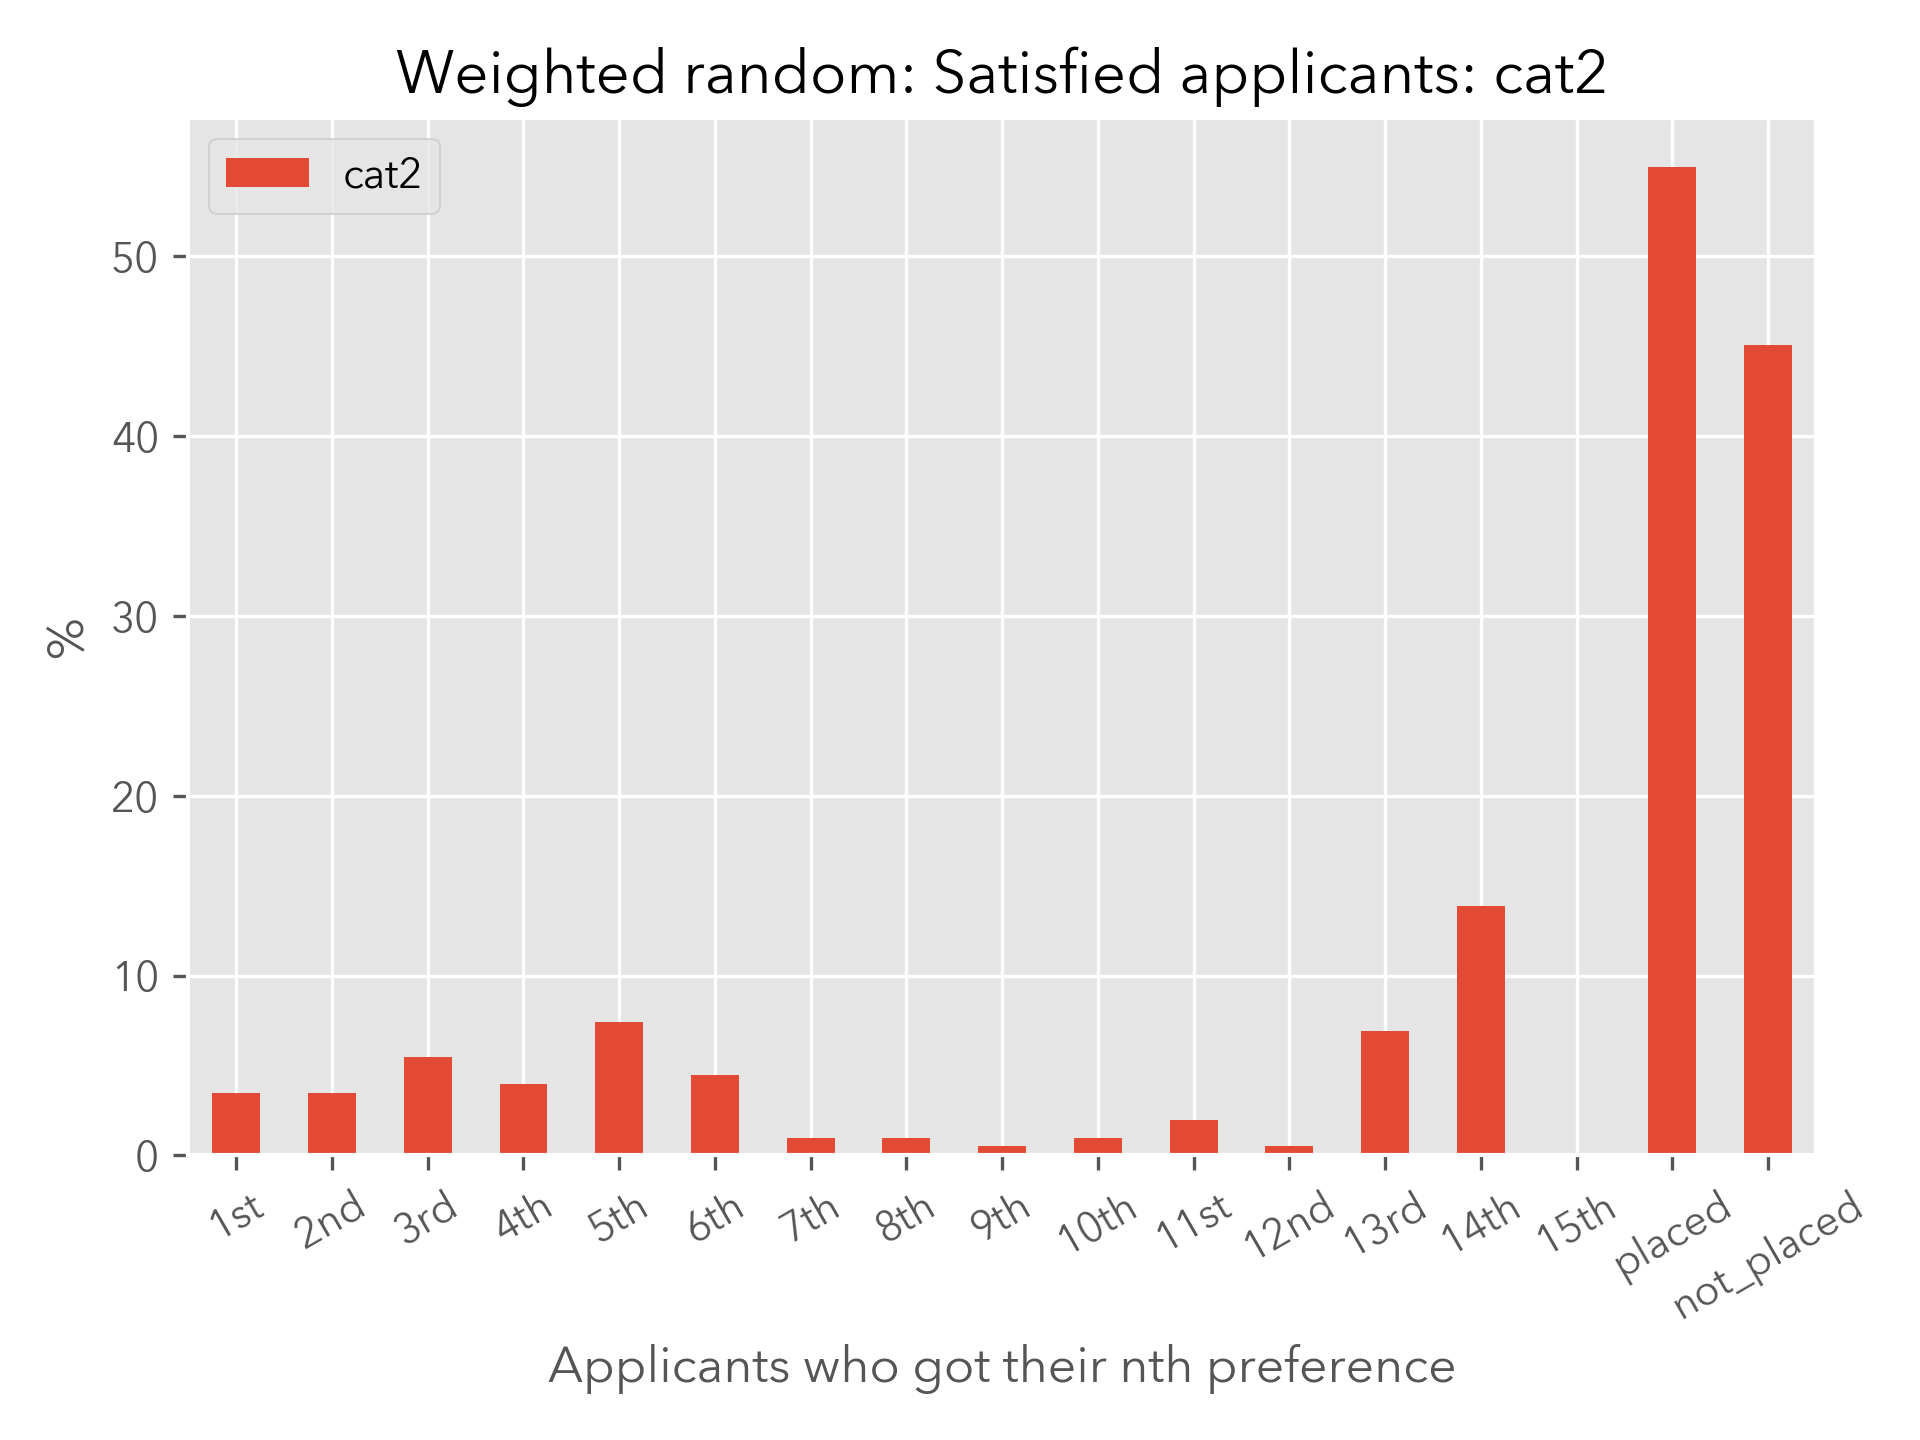 Weighted random: Satisfied applicants: cat2
cat2
50
40
30
20
10
0
%
1st 2nd 3rd 4th 5th 6th 7th 8th 9th 10th 11st 12nd 13rd 14th 15th placed not_placed
Applicants who got their nth preference